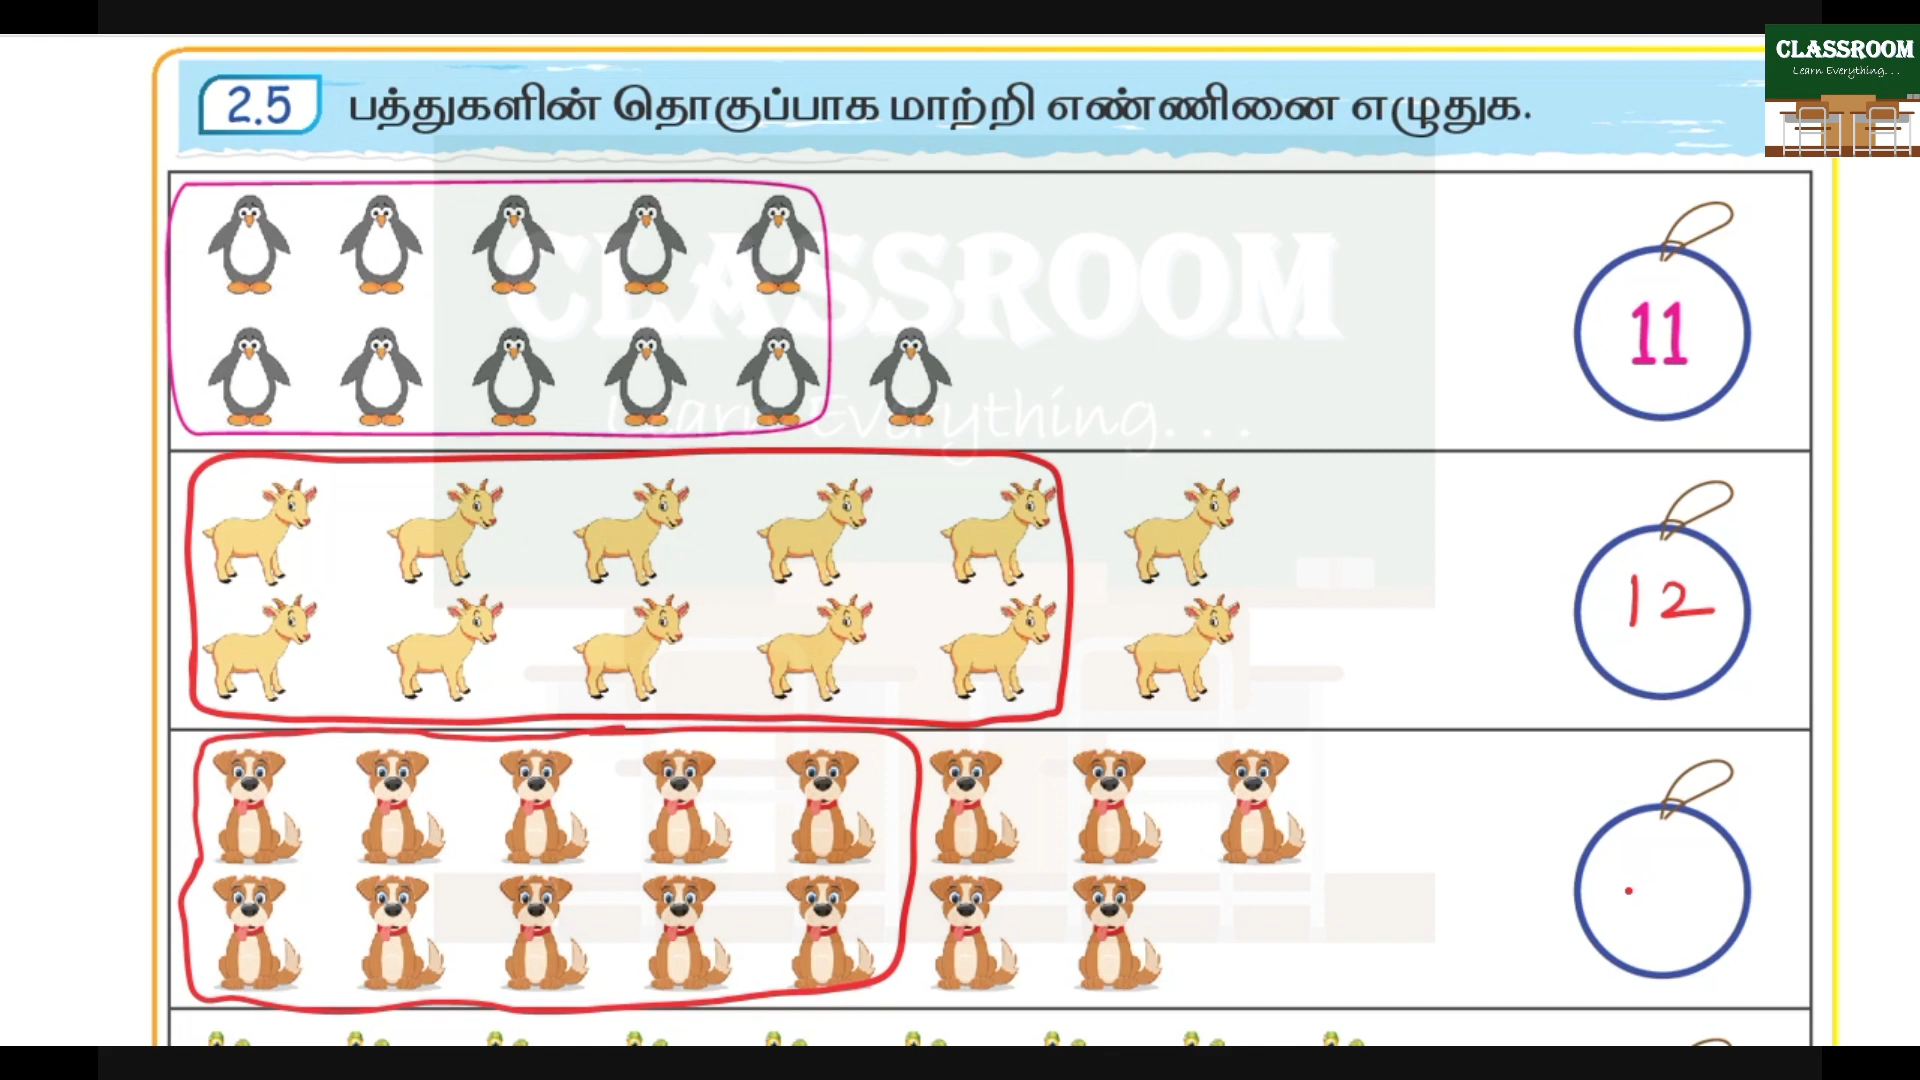 CLASSROOM
Learn Everything...
2.5 பத்துகளின் தொகுப்பாக மாற்றி எண்ணினை எழுதுக.
CLASSROOM
11
Learn Everything...
12